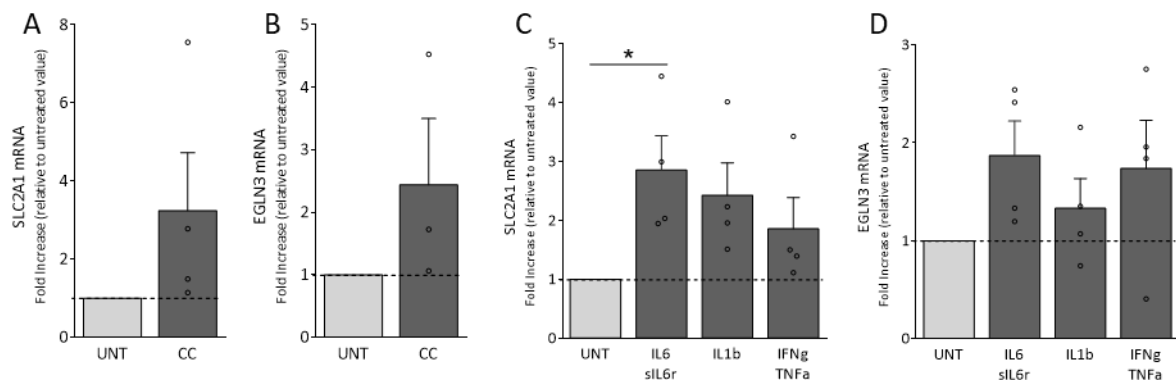 A
SLC2A1 mRNA
Fold Increase (relative to untreated value)
8
6
4
2
0
UNT
CC
B
EGLN3 mRNA
Fold Increase (relative to untreated value)
5
4
3
2
1
0
UNT
CC
C
SLC2A1 mRNA
Fold Increase (relative to untreated value)
5
4
3
2
1
0
*
UNT
IL6
sIL6r
IL1b
IFNg
TNFa
D
EGLN3 mRNA
Fold Increase (relative to untreated value)
3
2
1
0
UNT
IL6
sIL6r
IL1b
IFNg
TNFa